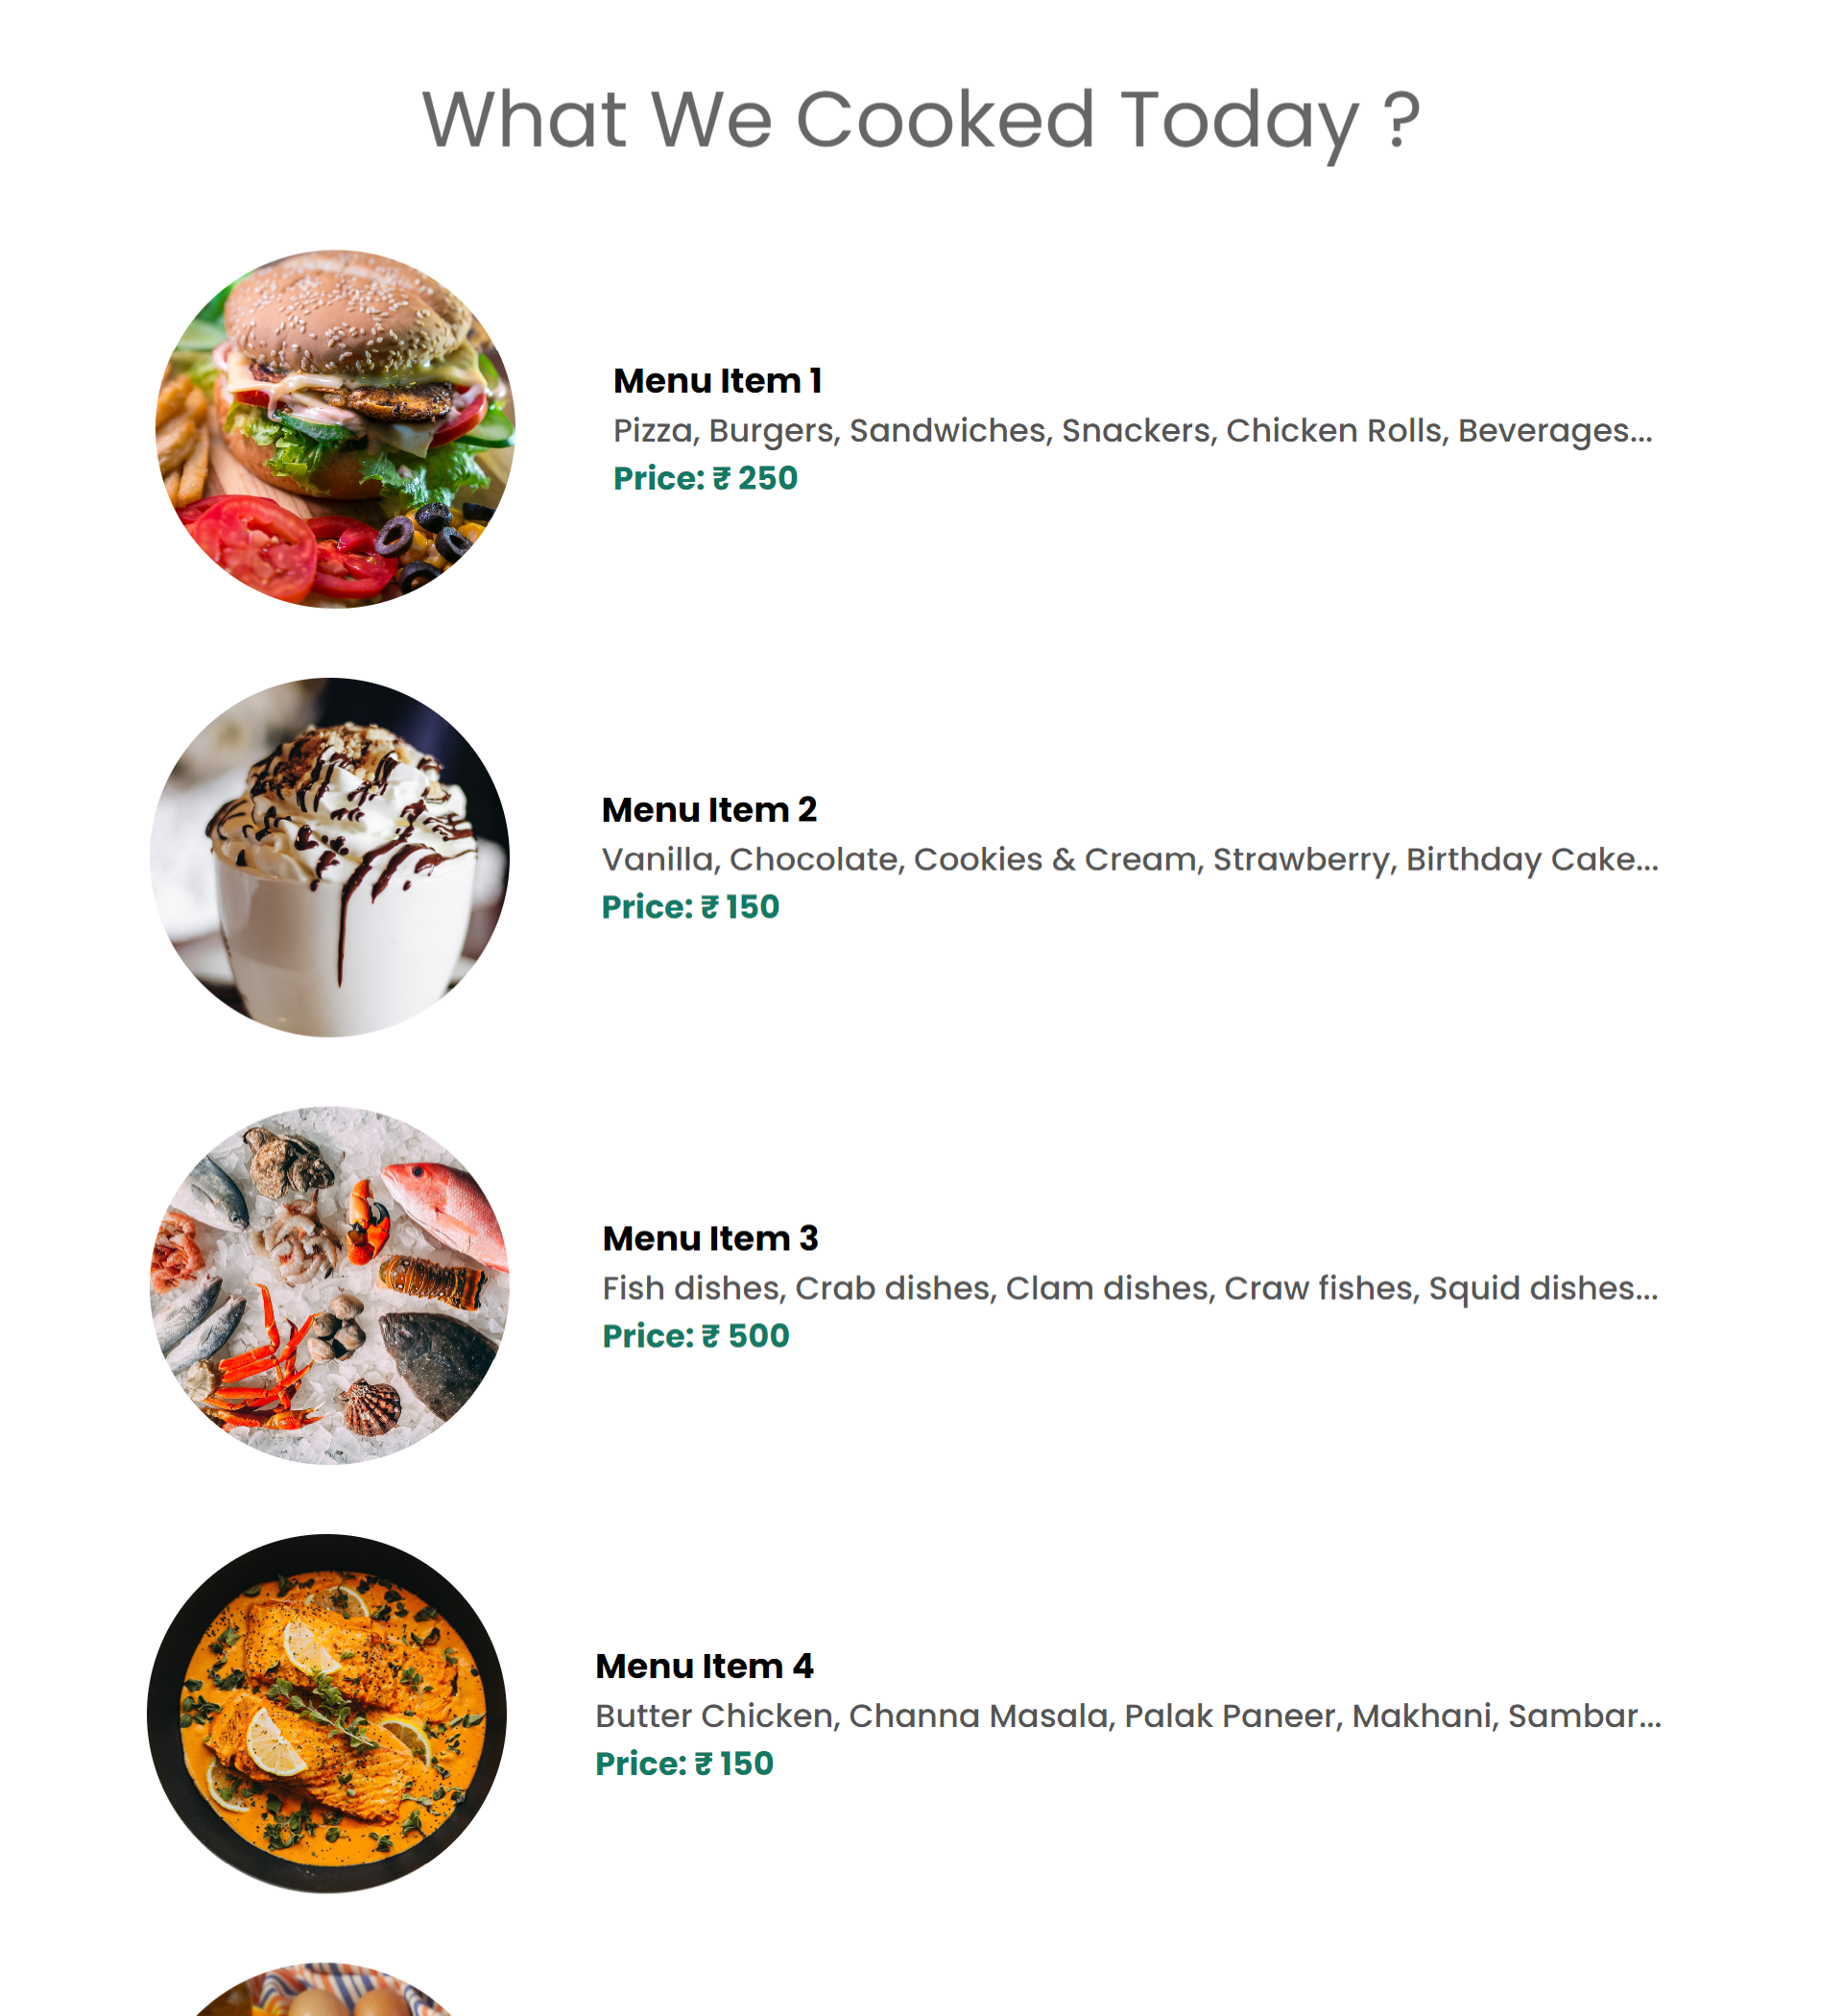 What We Cooked Today ?
Menu Item 1
Pizza, Burgers, Sandwiches, Snackers, Chicken Rolls, Beverages...
Price: ₹ 250
Menu Item 2
Vanilla, Chocolate, Cookies & Cream, Strawberry, Birthday Cake...
Price: ₹ 150
Menu Item 3
Fish dishes, Crab dishes, Clam dishes, Craw fishes, Squid dishes...
Price: ₹ 500
Menu Item 4
Butter Chicken, Channa Masala, Palak Paneer, Makhani, Sambar...
Price: ₹ 150